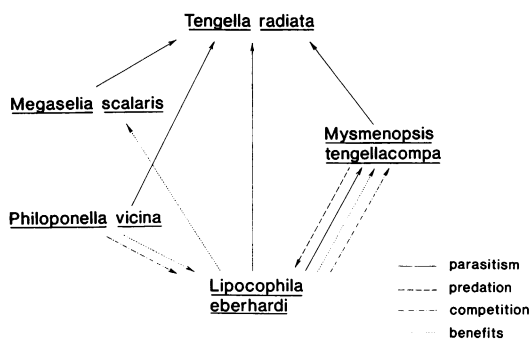 Tengella radiata
Megaselia scalaris
Mysmenopsis
tengellacompa
Philoponella vicina
Lipocophila
eberhardi
parasitism
predation
competition
benefits